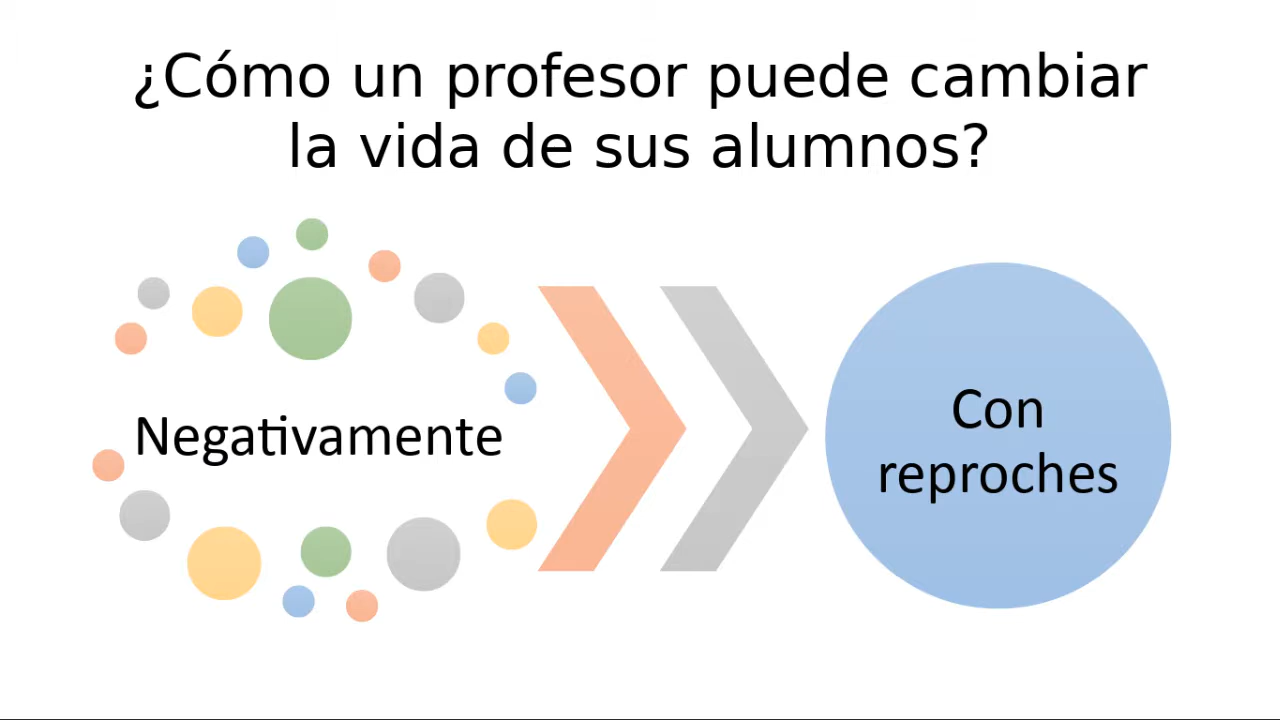 ¿Cómo un profesor puede cambiar
la vida de sus alumnos?
Negativamente
Con
reproches